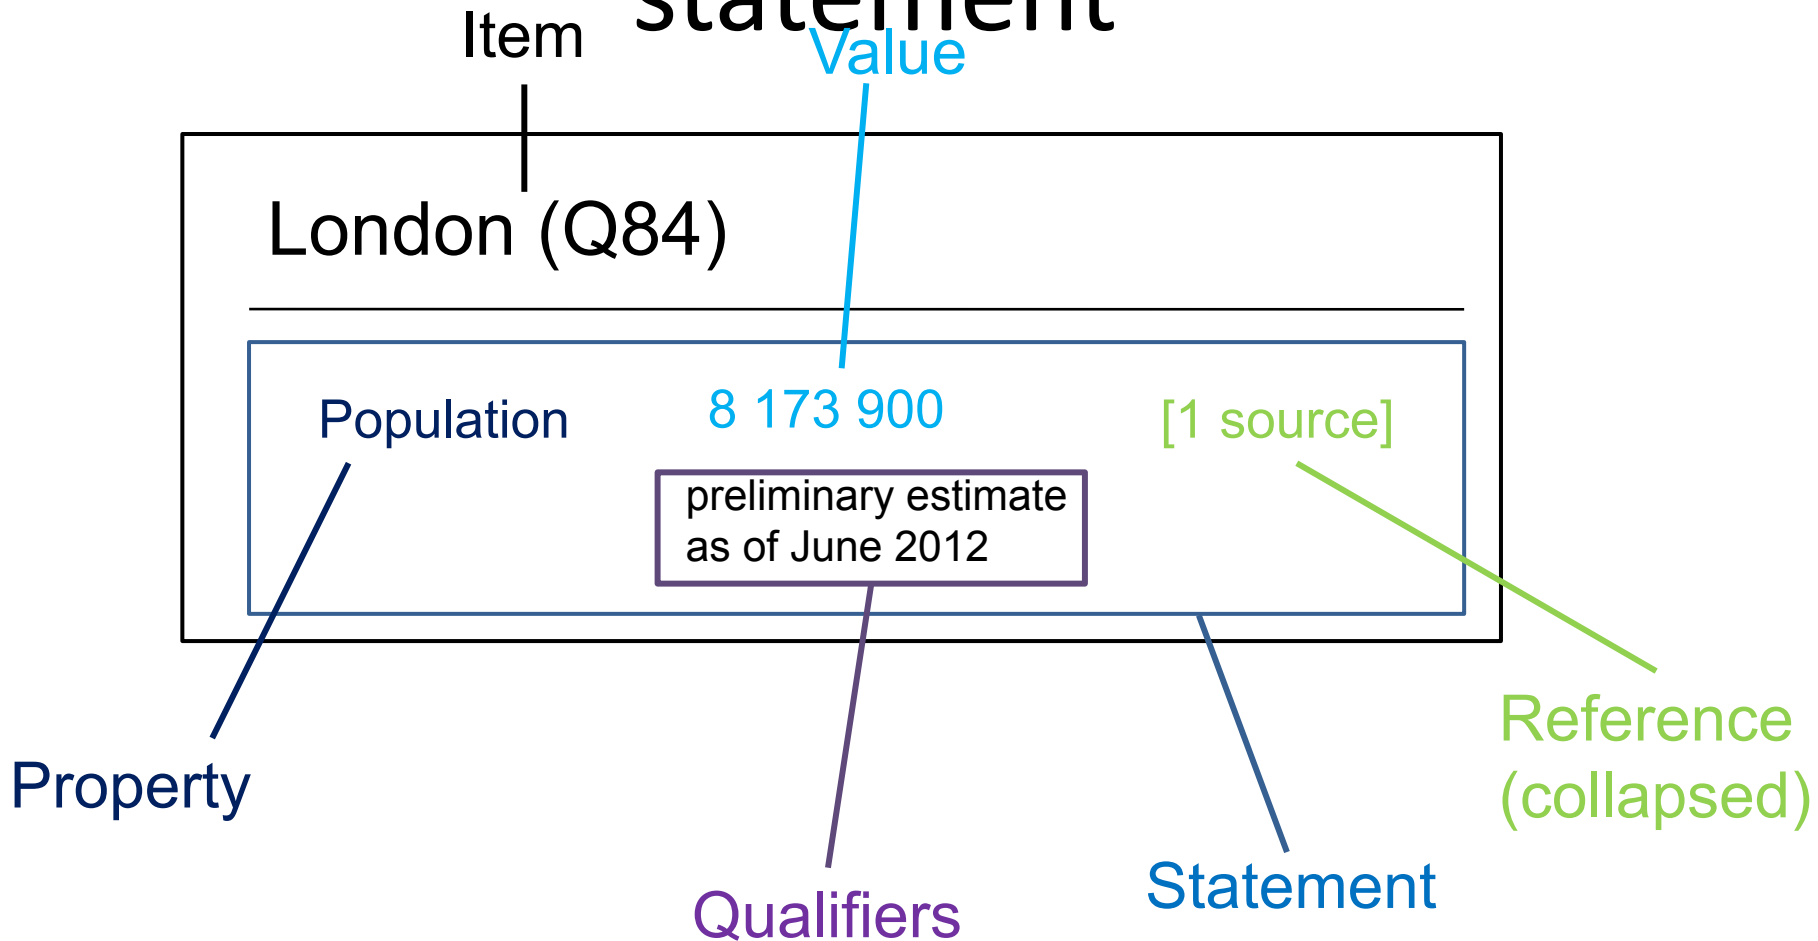 statement
Item
Value
London (Q84)
Population
8 173 900
[1 source]
preliminary estimate
as of June 2012
Property
Reference
(collapsed)
Statement
Qualifiers